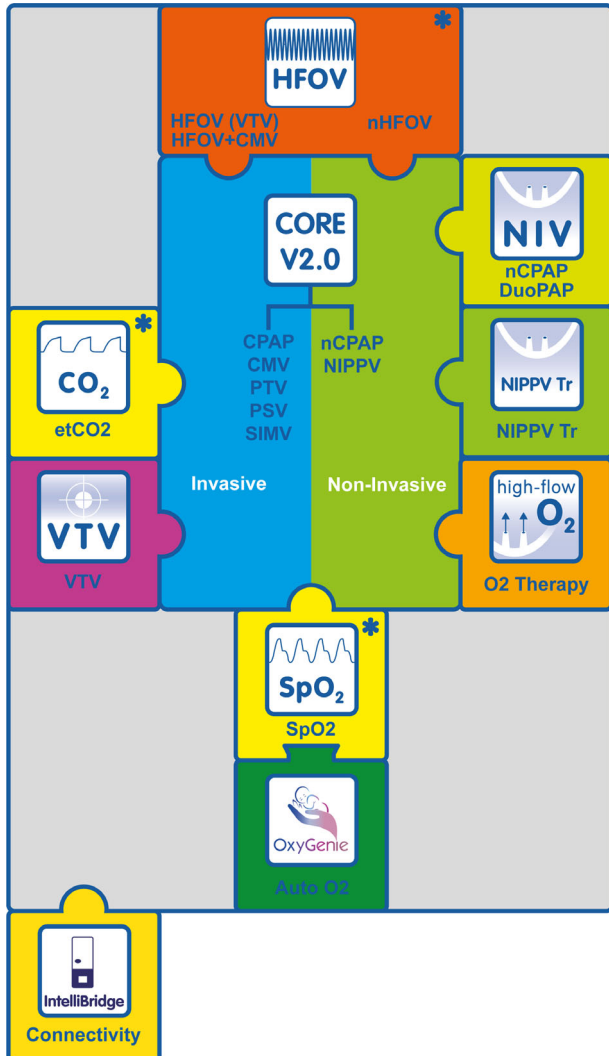 *
HFOV
HFOV (VTV)
HFOV+CMV
nHFOV
CORE
V2.0
CPAP
CMV
PTV
PSV
SIMV
nCPAP
NIPPV
Invasive
Non-Invasive
NIV
nCPAP
DuoPAP
*
CO₂
etCO2
NIPPV Tr
NIPPV Tr
VTV
VTV
high-flow
O₂
O2 Therapy
*
SpO₂
SpO2
OxyGenie
Auto O2
IntelliBridge
Connectivity